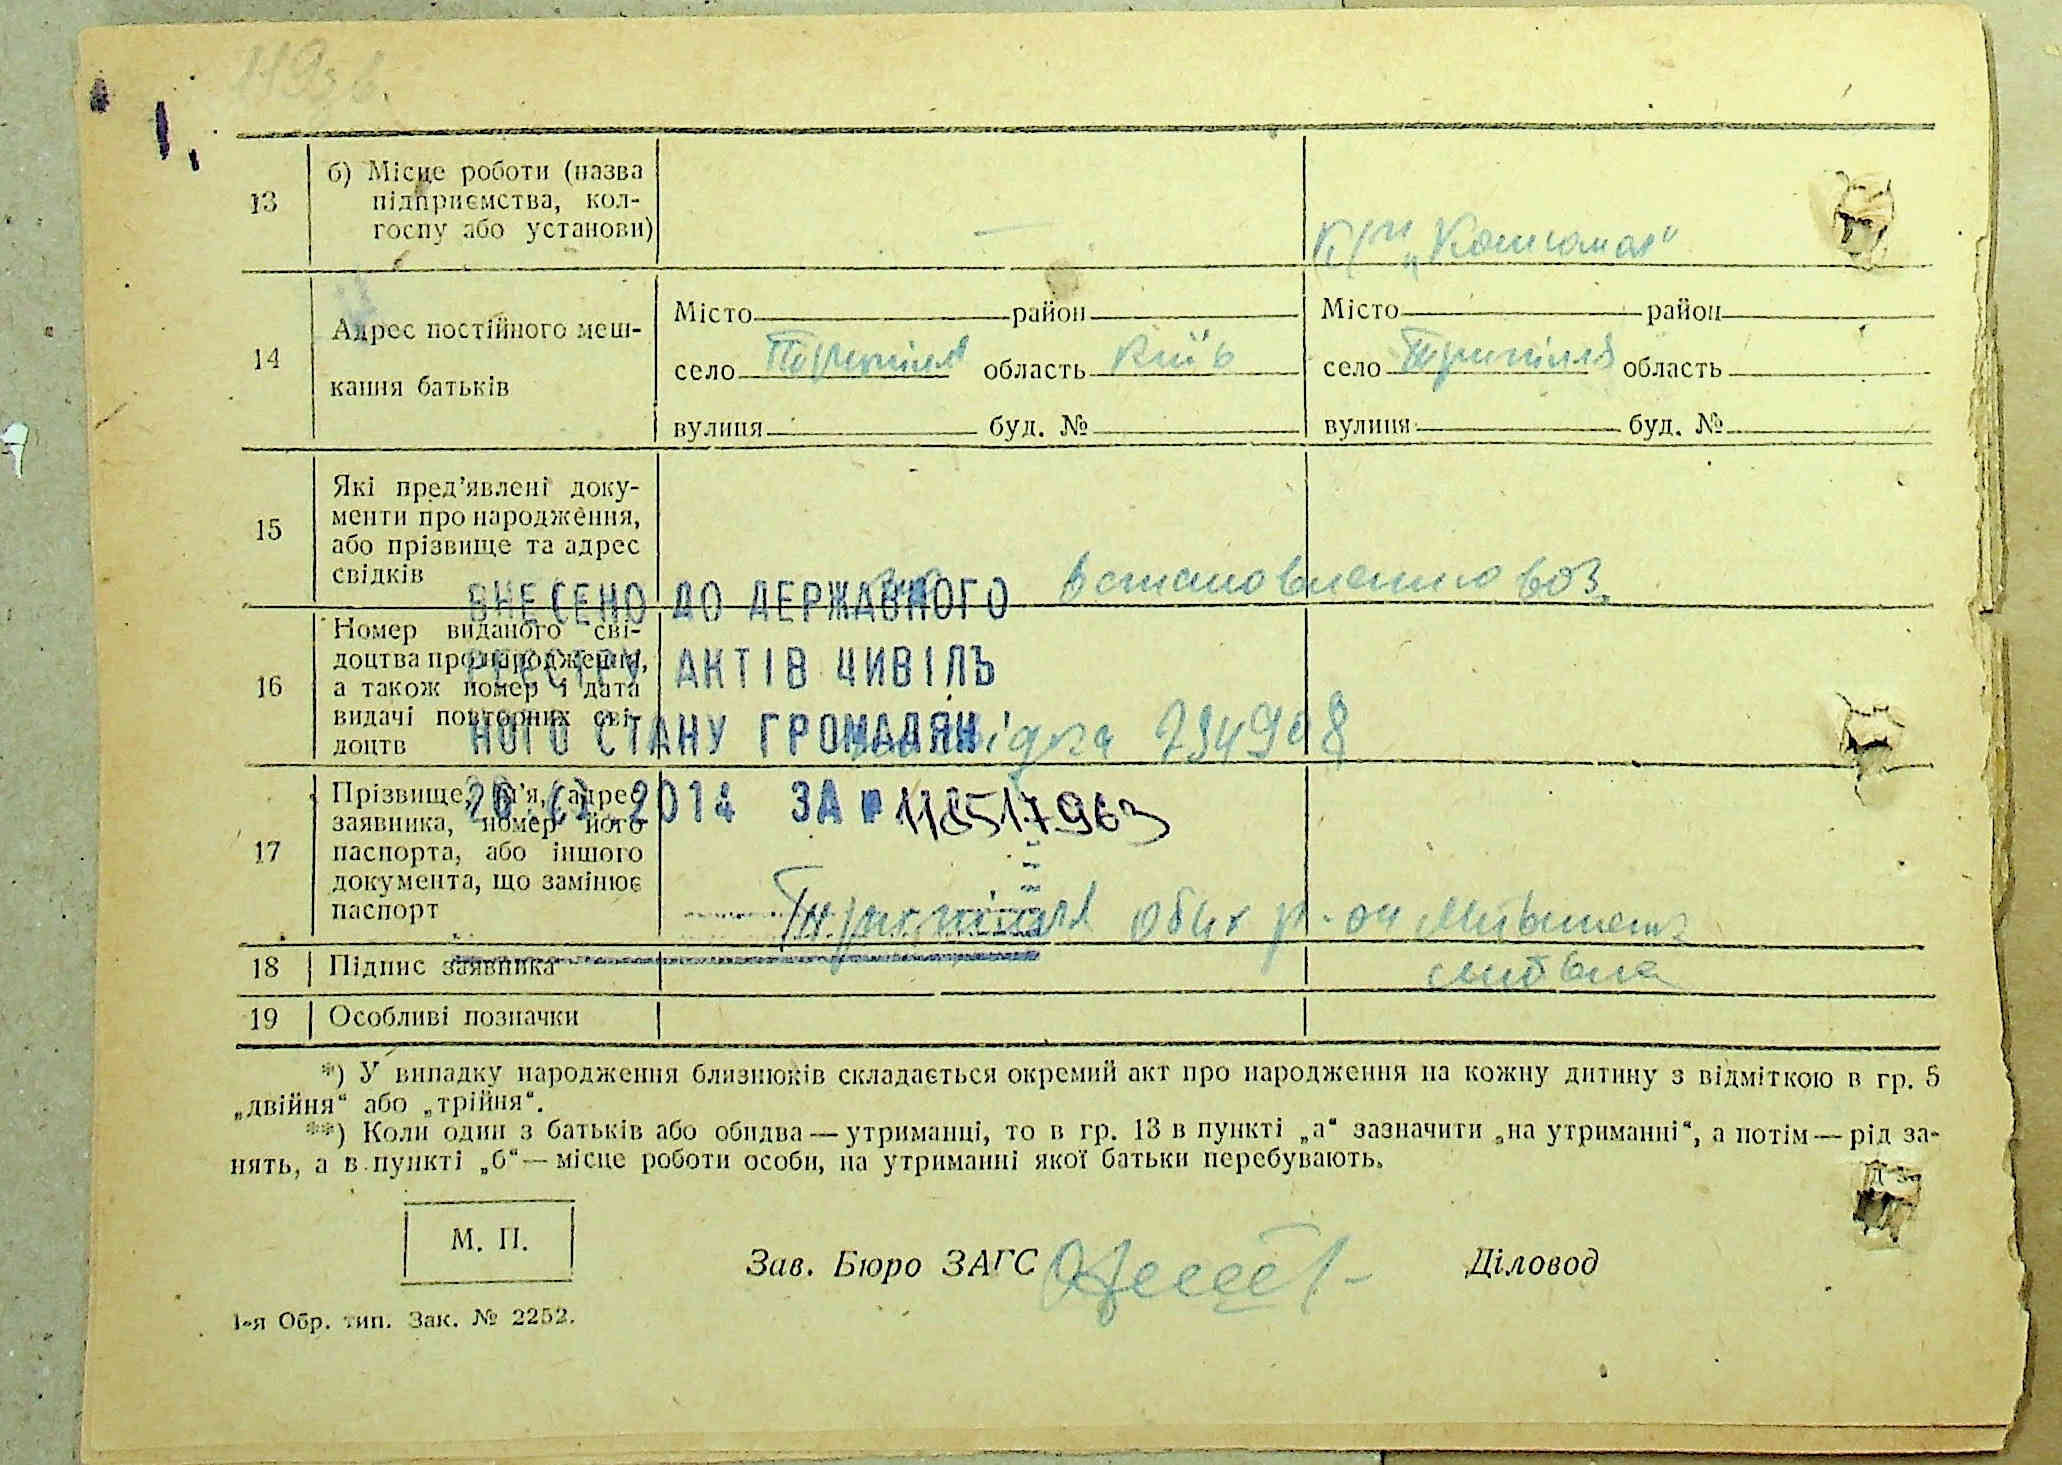 13
б) Місце роботи (назва
підприємства, кол-
госпу або установи)
14
Адрес постійного меш-
кання батьків
Місто район
село область Київ
вулиця буд. №
Місто район
село Трипілля область
вулиця буд. №
15
Які пред'явлені доку-
менти про народження,
або прізвище та адрес
свідків
16
Номер виданого сві-
доцтва про народження,
а також номер і дата
видачі повторних сві-
доцтв
ВНЕСЕНО ДО ДЕРЖАВНОГО
РЕЄСТРУ АКТІВ ЦИВІЛЬ
НОГО СТАНУ ГРОМАДЯН
2014 ЗА № 118517963
17
Прізвище, ім'я, адрес
заявника, номер його
паспорта, або іншого
документа, що замінює
паспорт
18
Підпис заявника
19
Особливі позначки
*) У випадку народження близнюків складається окремий акт про народження на кожну дитину з відміткою в гр. 5
„двійня“ або „трійня“.
**) Коли один з батьків або обидва — утриманці, то в гр. 13 в пункті „а“ зазначити „на утриманні“, а потім — рід за-
нять, а в пункті „б“ — місце роботи особи, на утриманні якої батьки перебувають.
М. П.
Зав. Бюро ЗАГС
Діловод
1-я Обр. тип. Зак. № 2252.